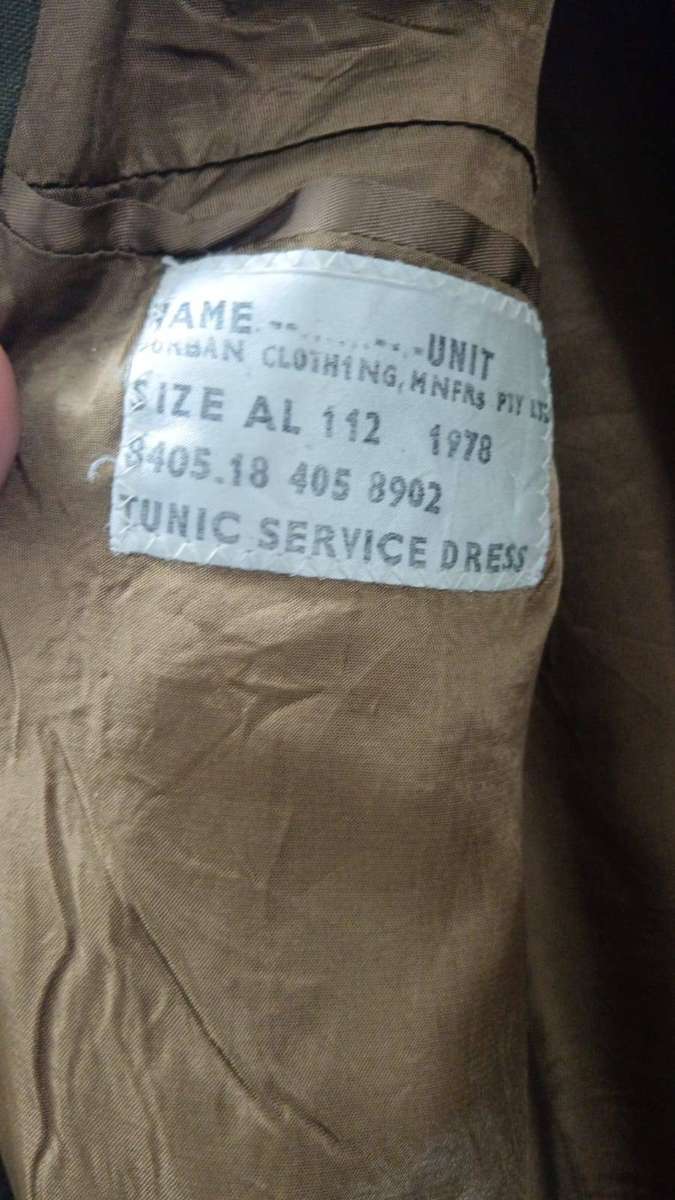 NAME.--......-.-.-UNIT
DURBAN CLOTHING, MNFRs PTY LTD
SIZE AL 112 1978
8405.18 405 8902
TUNIC SERVICE DRESS